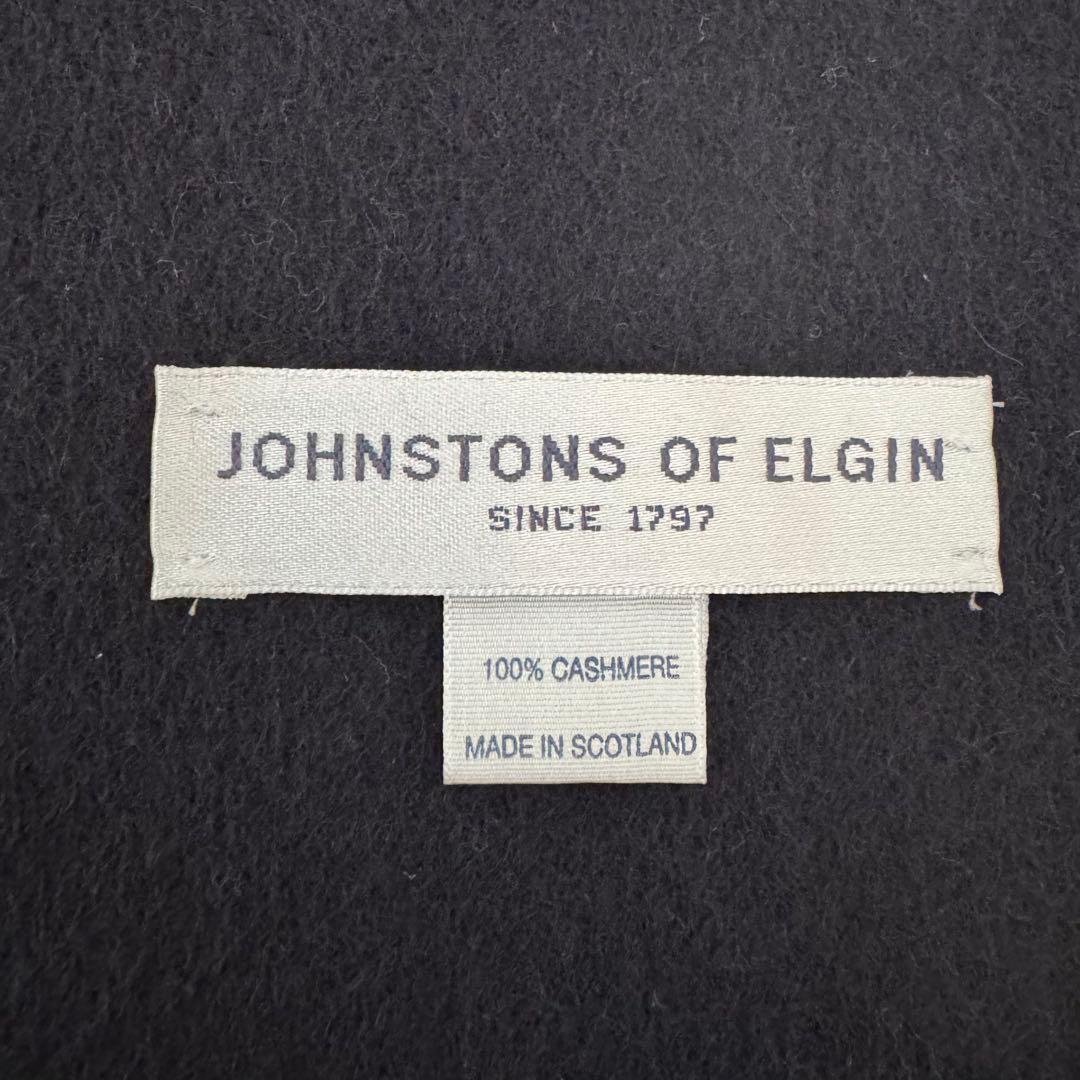 JOHNSTONS OF ELGIN
SINCE 1797
100% CASHMERE
MADE IN SCOTLAND